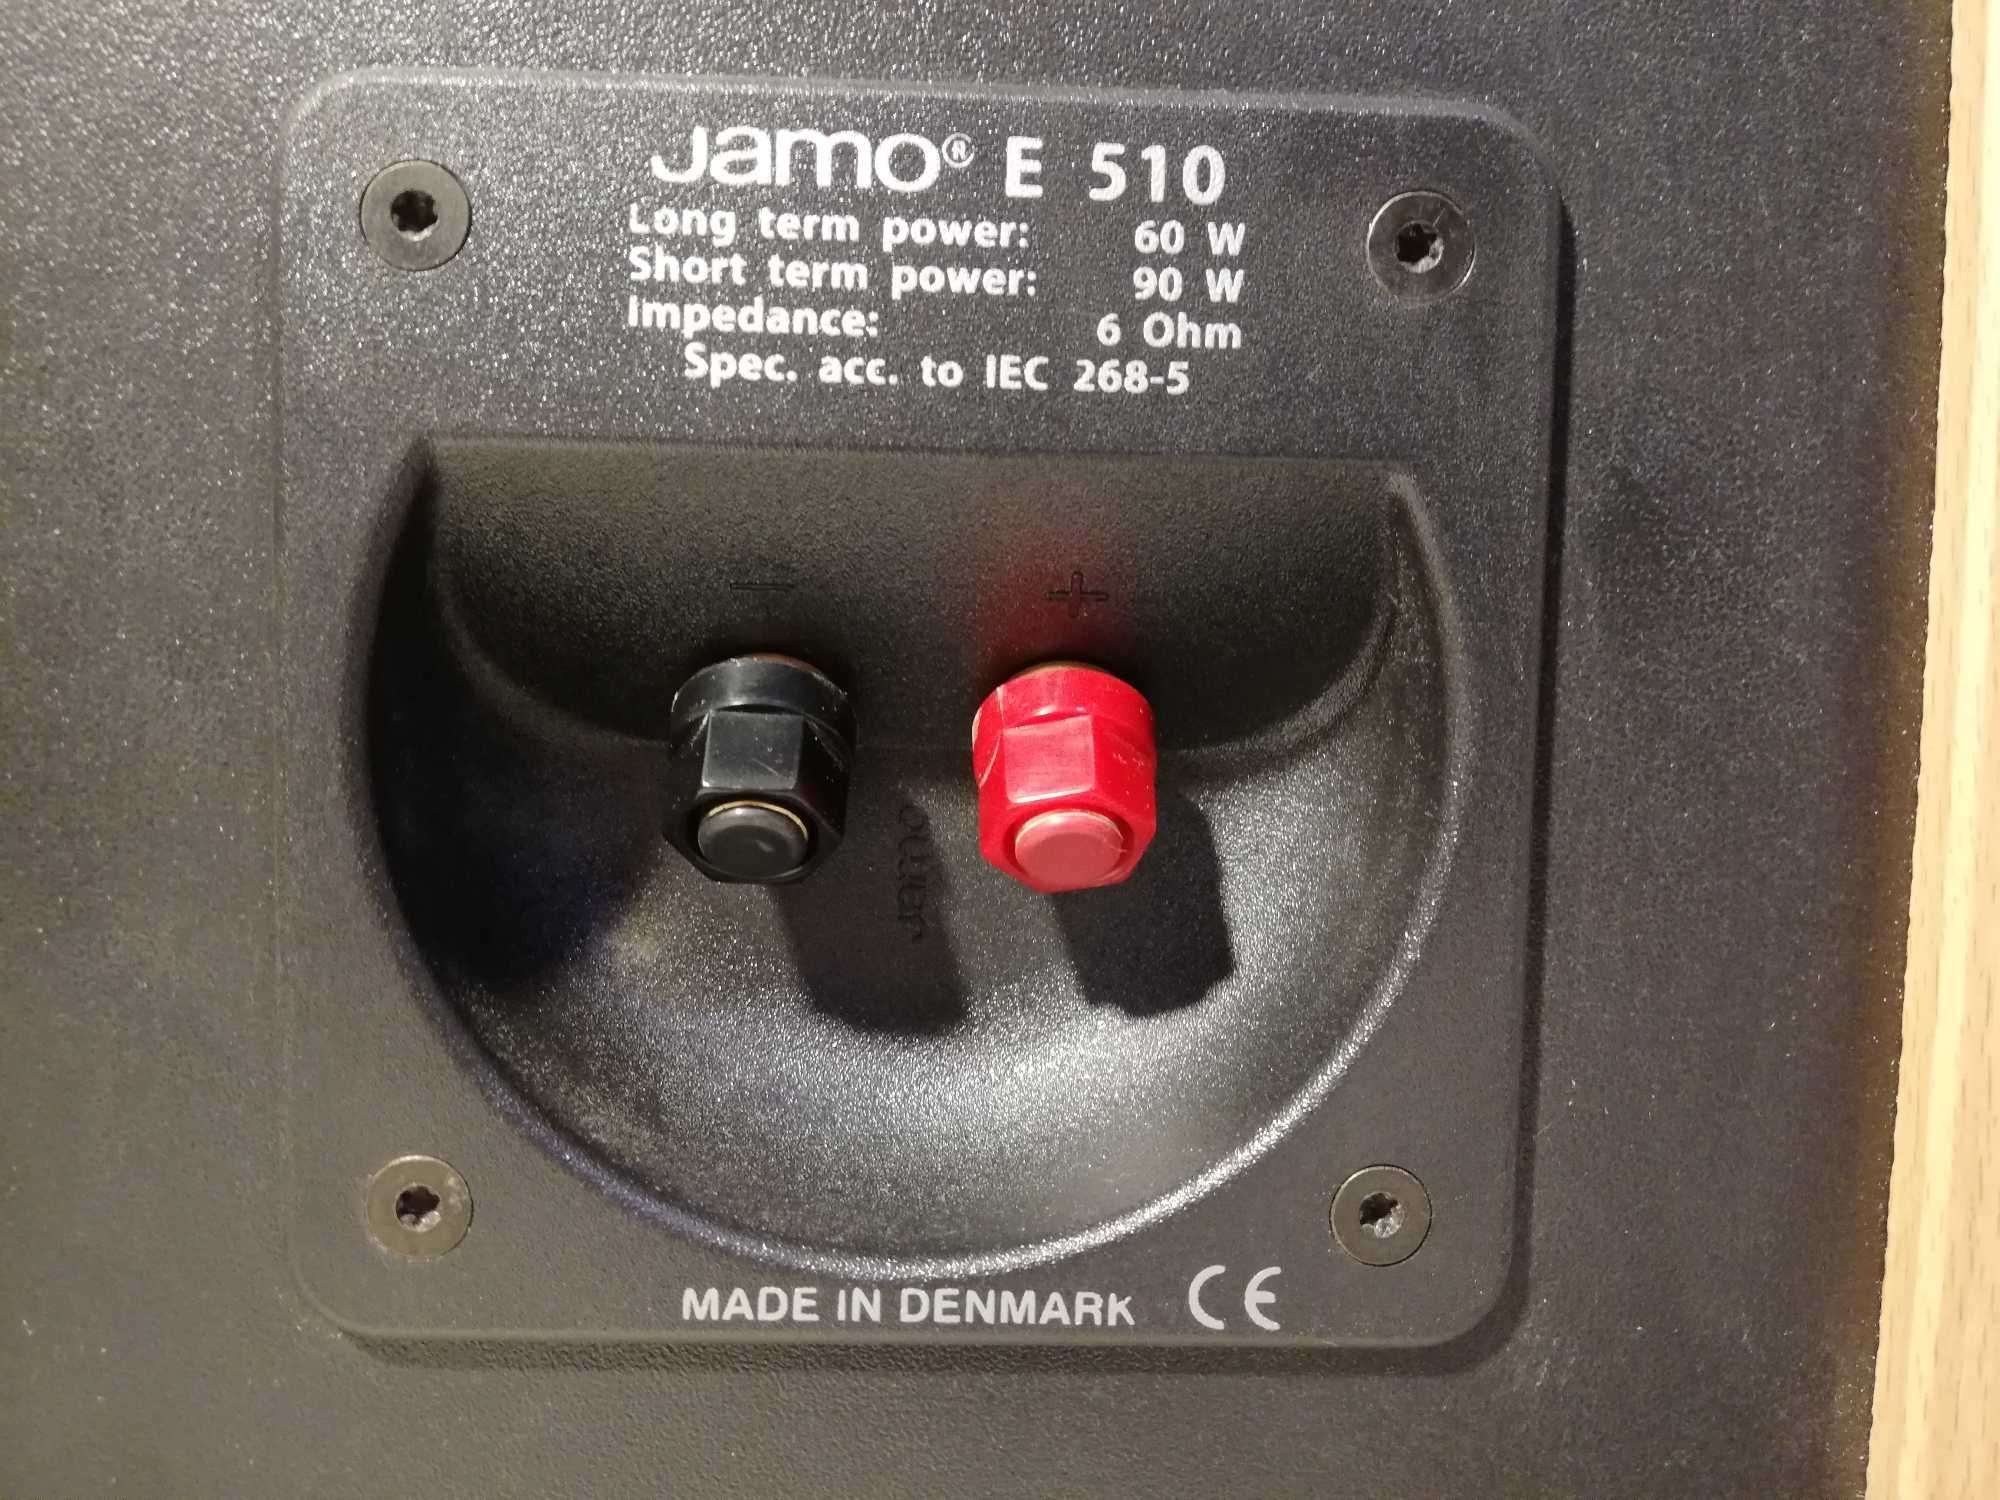 Jamo® E 510
Long term power: 60 W
Short term power: 90 W
Impedance: 6 Ohm
Spec. acc. to IEC 268-5
- +
MADE IN DENMARK CE